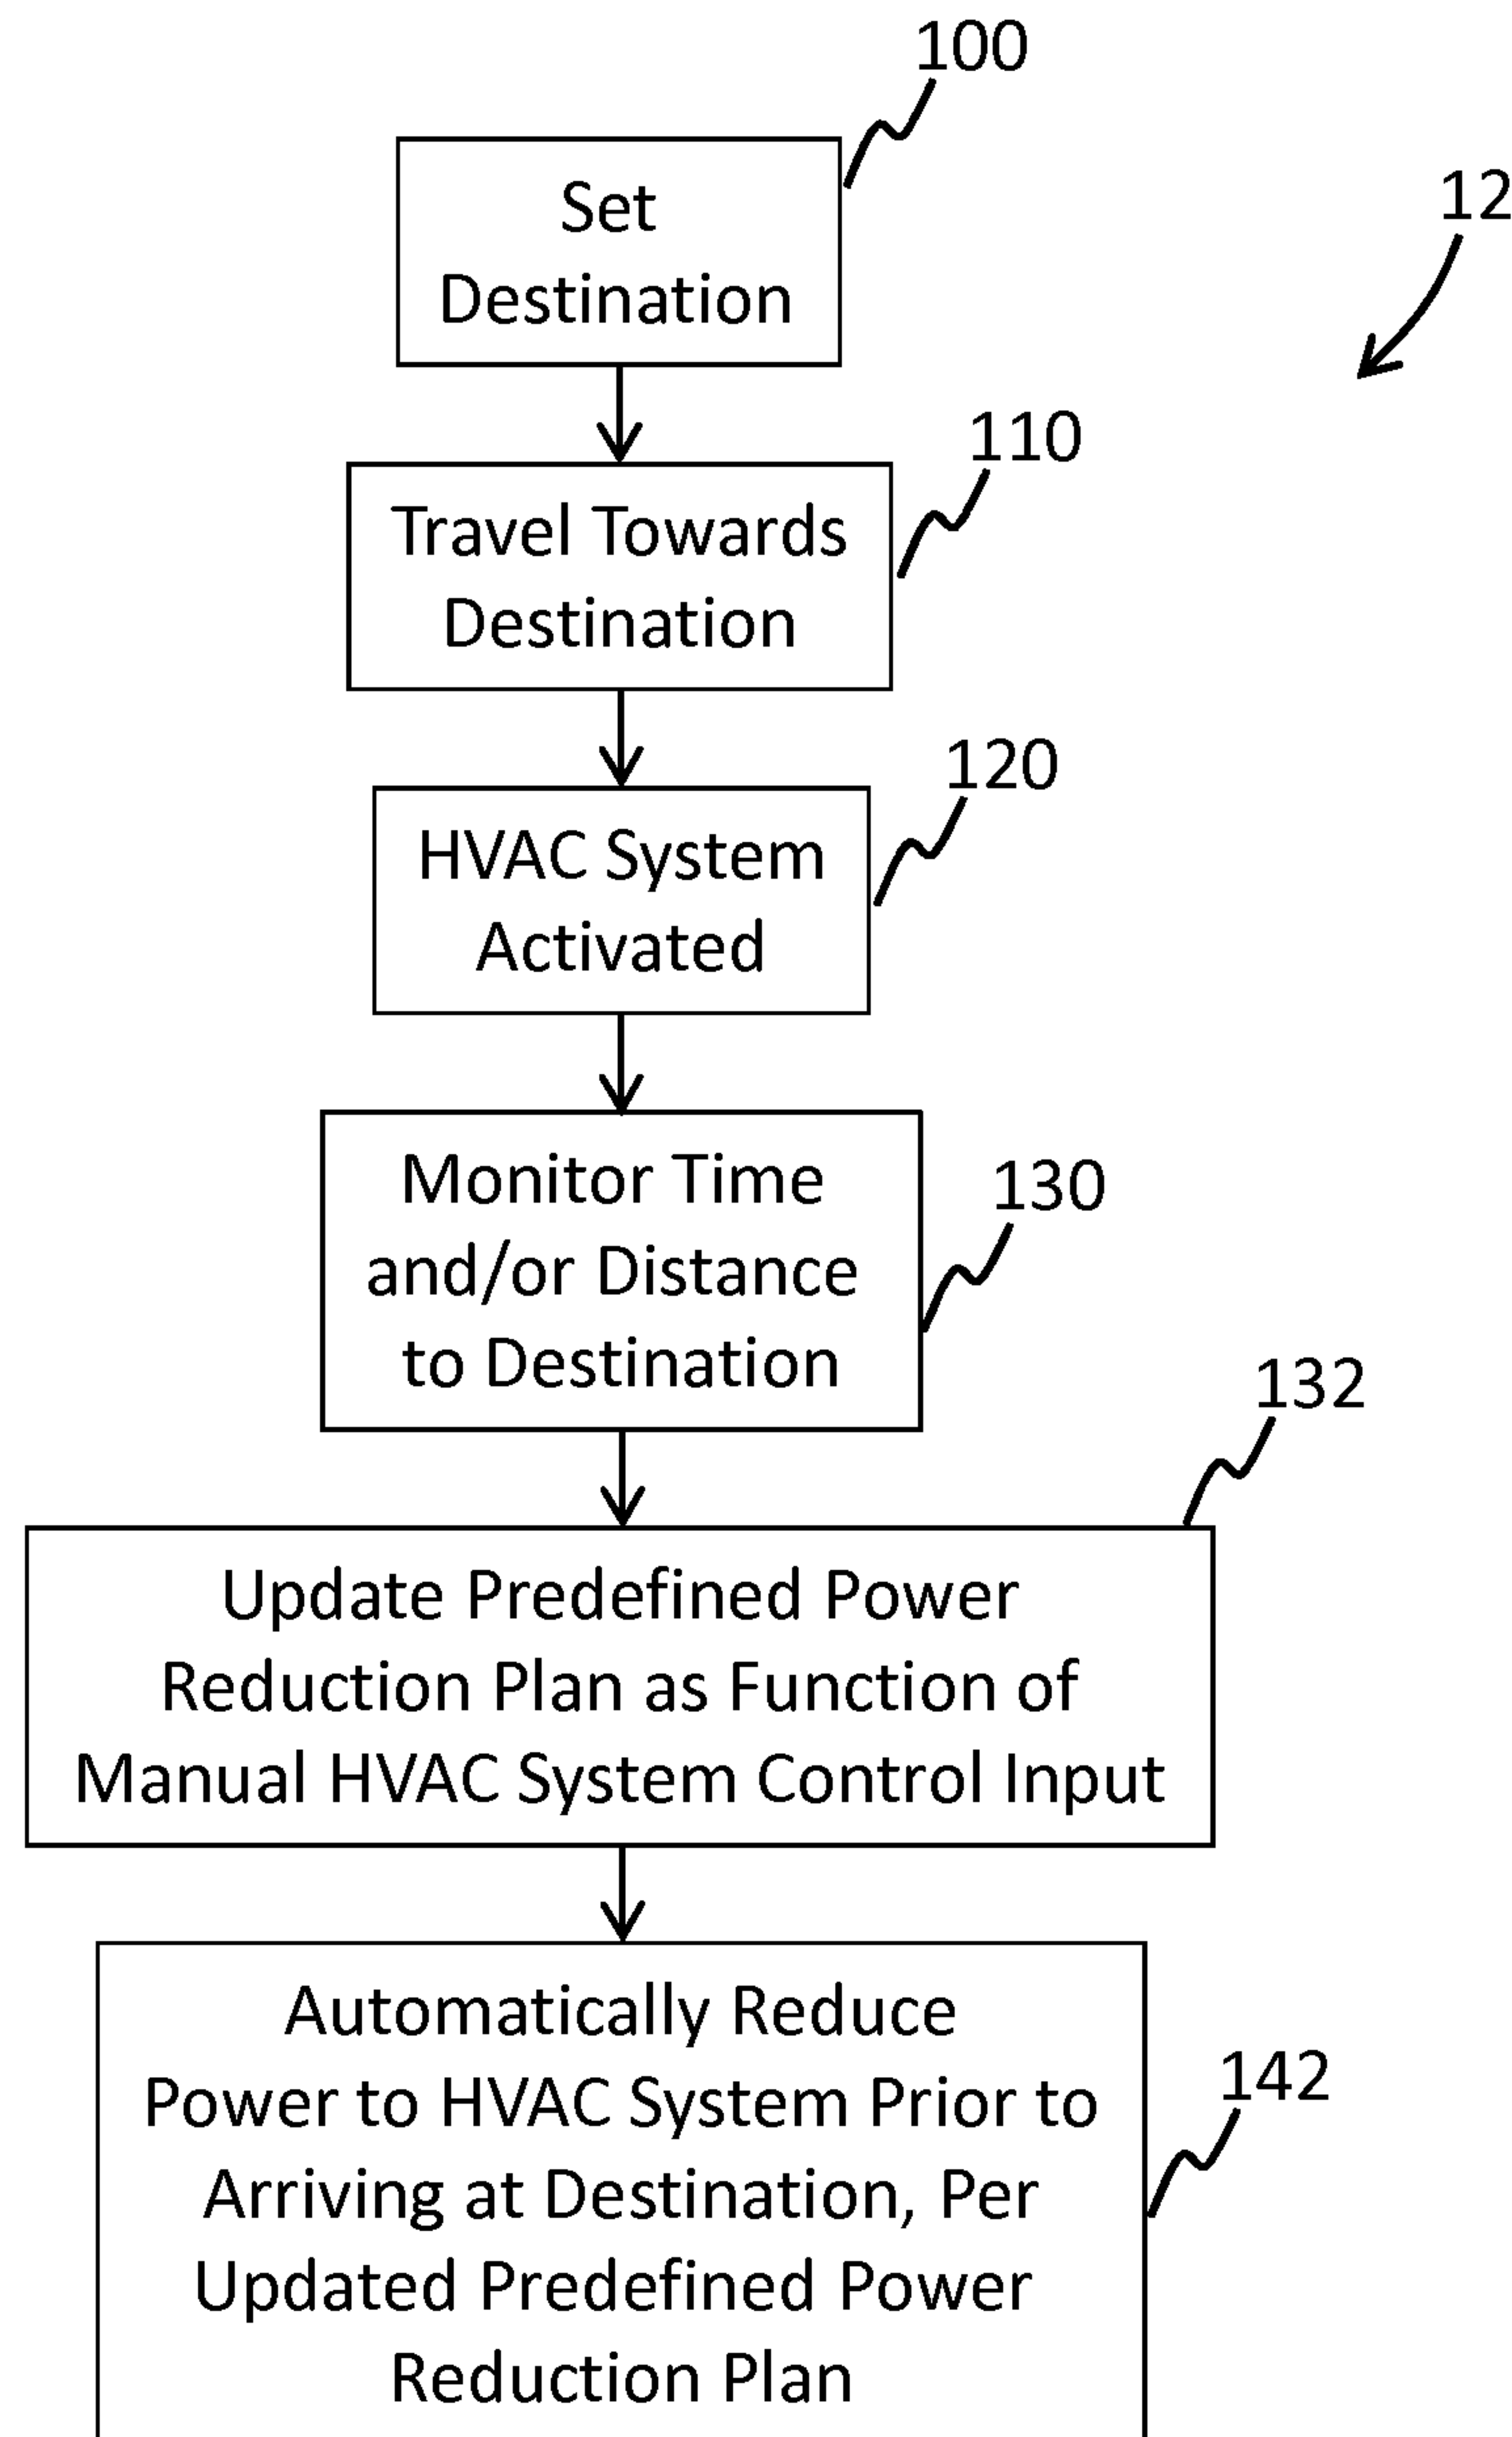 100
12
Set
Destination
110
Travel Towards
Destination
120
HVAC System
Activated
130
Monitor Time
and/or Distance
to Destination
132
Update Predefined Power
Reduction Plan as Function of
Manual HVAC System Control Input
142
Automatically Reduce
Power to HVAC System Prior to
Arriving at Destination, Per
Updated Predefined Power
Reduction Plan